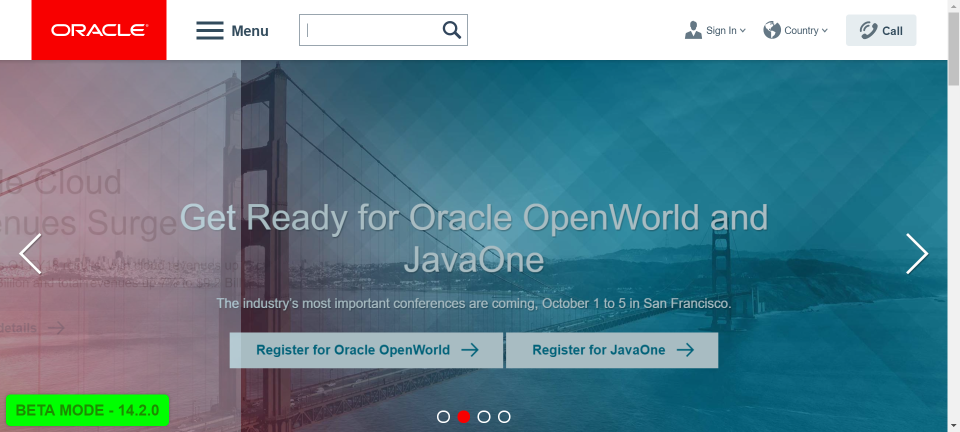 ORACLE
Menu
Sign In
Country
Call
le Cloud
enues Surge
Get Ready for Oracle OpenWorld and
JavaOne
The industry's most important conferences are coming, October 1 to 5 in San Francisco.
details
Register for Oracle OpenWorld
Register for JavaOne
BETA MODE - 14.2.0